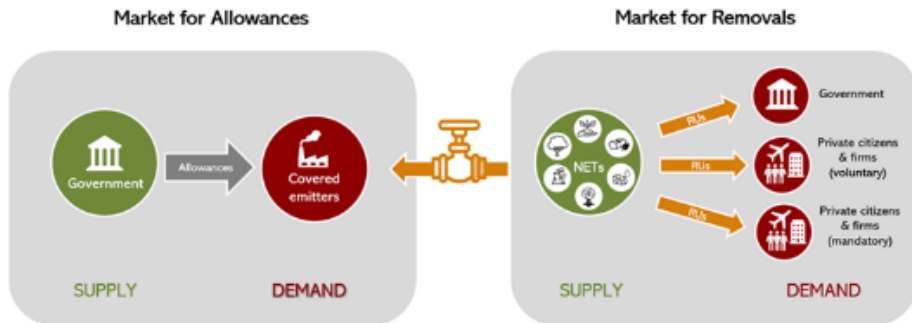 Market for Allowances
Government
Allowances
Covered
emitters
SUPPLY
DEMAND
Market for Removals
NETs
RUs
RUs
RUs
Government
Private citizens
& firms
(voluntary)
Private citizens
& firms
(mandatory)
SUPPLY
DEMAND